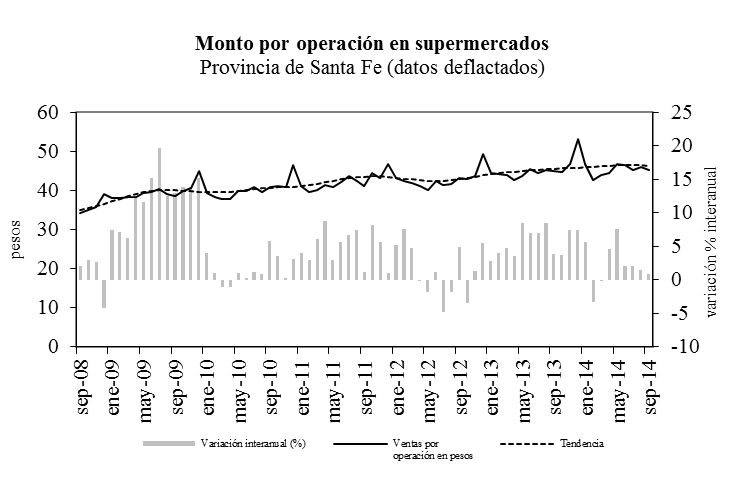 Monto por operación en supermercados
Provincia de Santa Fe (datos deflactados)
60
50
40
30
20
10
0
pesos
25
20
15
10
5
0
-5
-10
variación % interanual
sep-08
ene-09
may-09
sep-09
ene-10
may-10
sep-10
ene-11
may-11
sep-11
ene-12
may-12
sep-12
ene-13
may-13
sep-13
ene-14
may-14
sep-14
Variación interanual (%)
Ventas por
operación en pesos
Tendencia